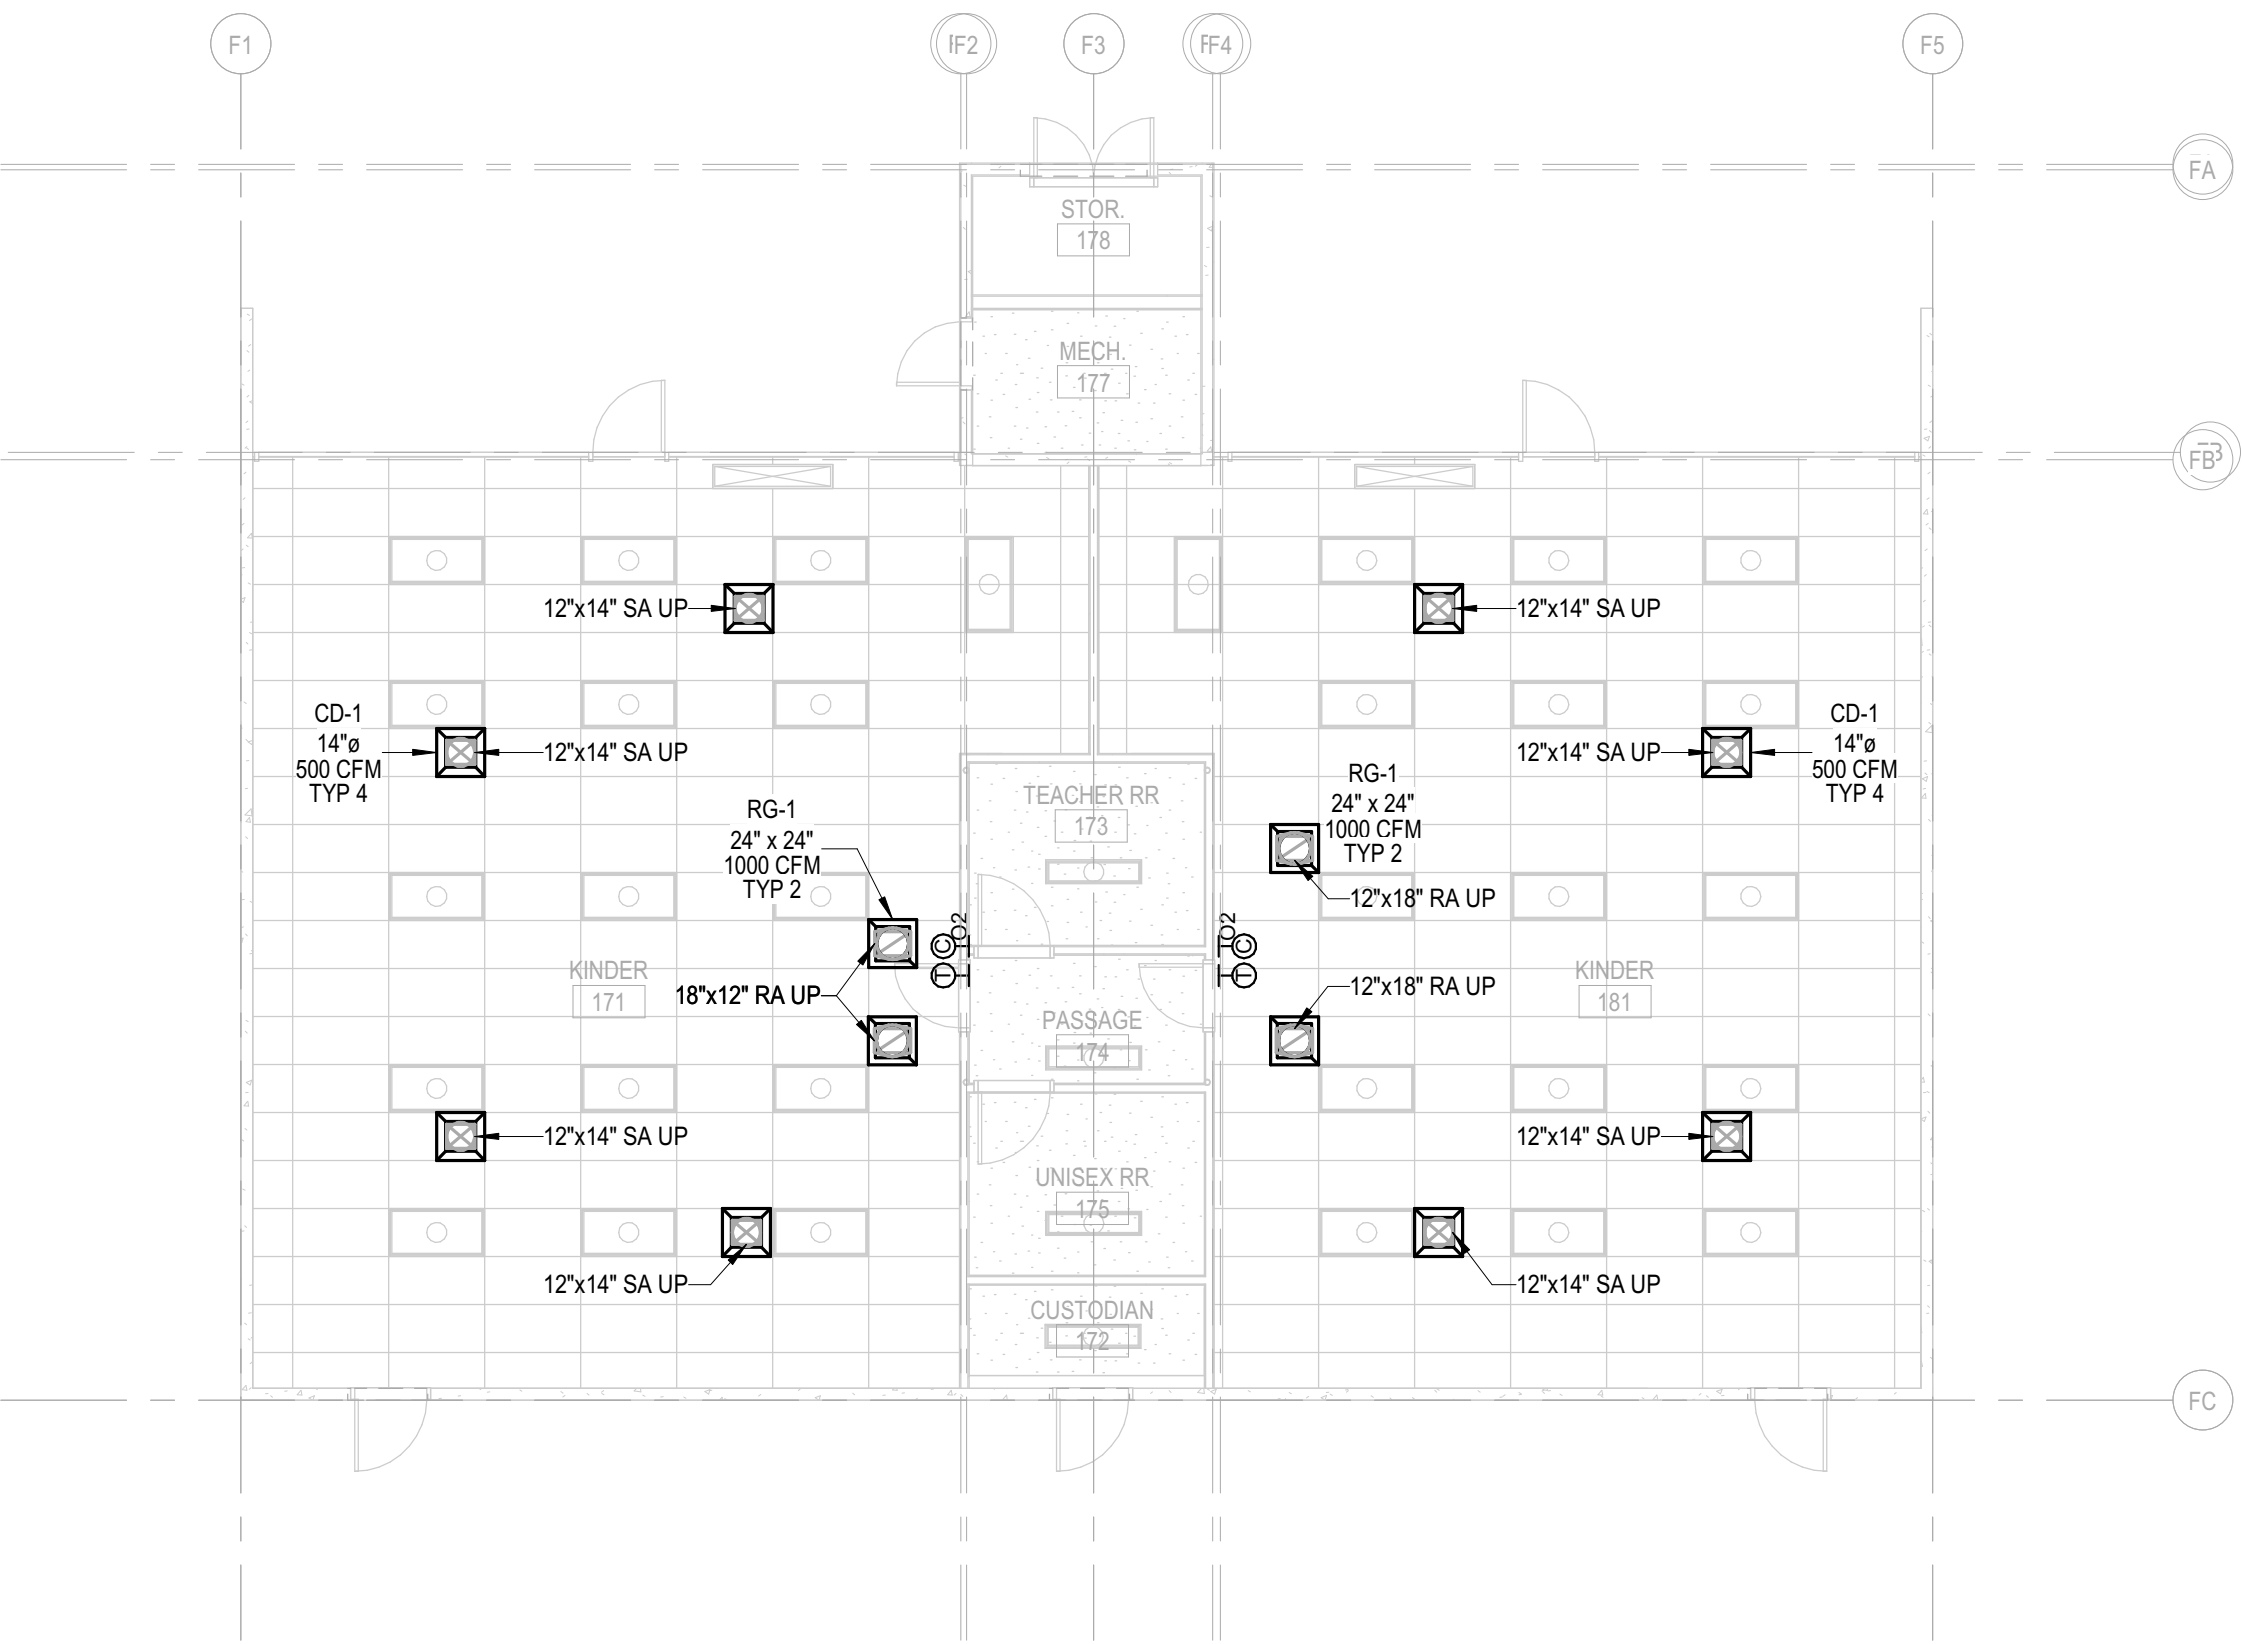 F1
F2
F3
F4
F5
FA
STOR.
178
MECH.
177
FB
12"x14" SA UP
12"x14" SA UP
CD-1
14"ø
500 CFM
TYP 4
12"x14" SA UP
12"x14" SA UP
CD-1
14"ø
500 CFM
TYP 4
RG-1
24" x 24"
1000 CFM
TYP 2
TEACHER RR
173
RG-1
24" x 24"
1000 CFM
TYP 2
12"x18" RA UP
C
O2
T
O2
C
T
KINDER
171
18"x12" RA UP
PASSAGE
174
12"x18" RA UP
KINDER
181
12"x14" SA UP
12"x14" SA UP
UNISEX RR
175
12"x14" SA UP
12"x14" SA UP
CUSTODIAN
172
FC